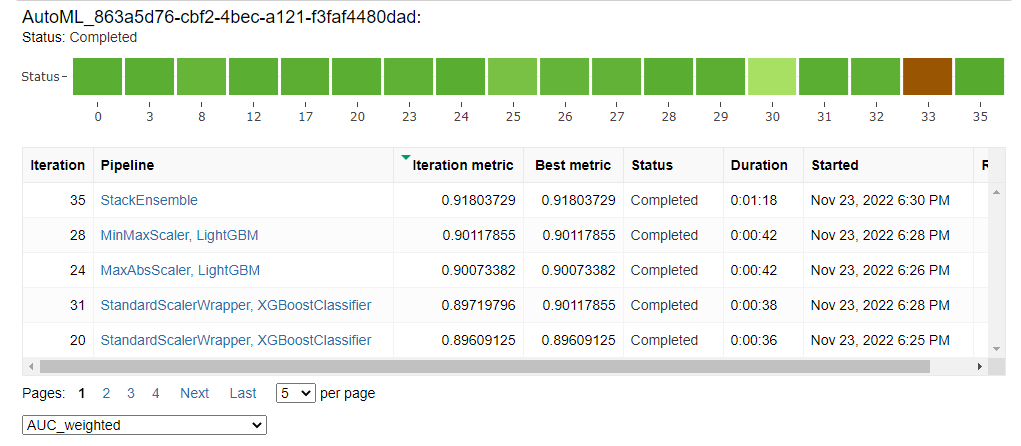 AutoML_863a5d76-cbf2-4bec-a121-f3faf4480dad:
Status: Completed
Status
0 3 8 12 17 20 23 24 25 26 27 28 29 30 31 32 33 35
Iteration Pipeline Iteration metric Best metric Status Duration Started R
35 StackEnsemble 0.91803729 0.91803729 Completed 0:01:18 Nov 23, 2022 6:30 PM
28 MinMaxScaler, LightGBM 0.90117855 0.90117855 Completed 0:00:42 Nov 23, 2022 6:28 PM
24 MaxAbsScaler, LightGBM 0.90073382 0.90073382 Completed 0:00:42 Nov 23, 2022 6:26 PM
31 StandardScalerWrapper, XGBoostClassifier 0.89719796 0.90117855 Completed 0:00:38 Nov 23, 2022 6:28 PM
20 StandardScalerWrapper, XGBoostClassifier 0.89609125 0.89609125 Completed 0:00:36 Nov 23, 2022 6:25 PM
Pages: 1 2 3 4 Next Last 5 per page
AUC_weighted